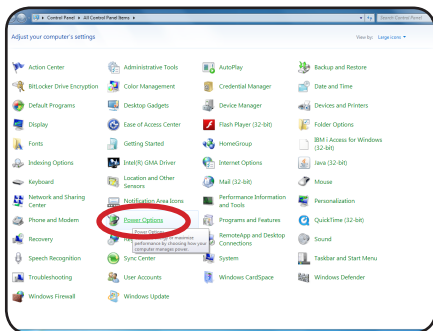 Control Panel ▸ All Control Panel Items ▸ Search Control Panel
Adjust your computer's settings View by: Large icons
Action Center Administrative Tools AutoPlay Backup and Restore
BitLocker Drive Encryption Color Management Credential Manager Date and Time
Default Programs Desktop Gadgets Device Manager Devices and Printers
Display Ease of Access Center Flash Player (32-bit) Folder Options
Fonts Getting Started HomeGroup IBM i Access for Windows
(32-bit)
Indexing Options Intel(R) GMA Driver Internet Options Java (32-bit)
Keyboard Location and Other
Sensors Mail (32-bit) Mouse
Network and Sharing
Center Notification Area Icons Performance Information
and Tools Personalization
Phone and Modem Power Options Programs and Features QuickTime (32-bit)
Power Options
performance by choosing how your
computer manages power.
Recovery RemoteApp and Desktop
Connections Sound
Speech Recognition Sync Center System Taskbar and Start Menu
Troubleshooting User Accounts Windows CardSpace Windows Defender
Windows Firewall Windows Update